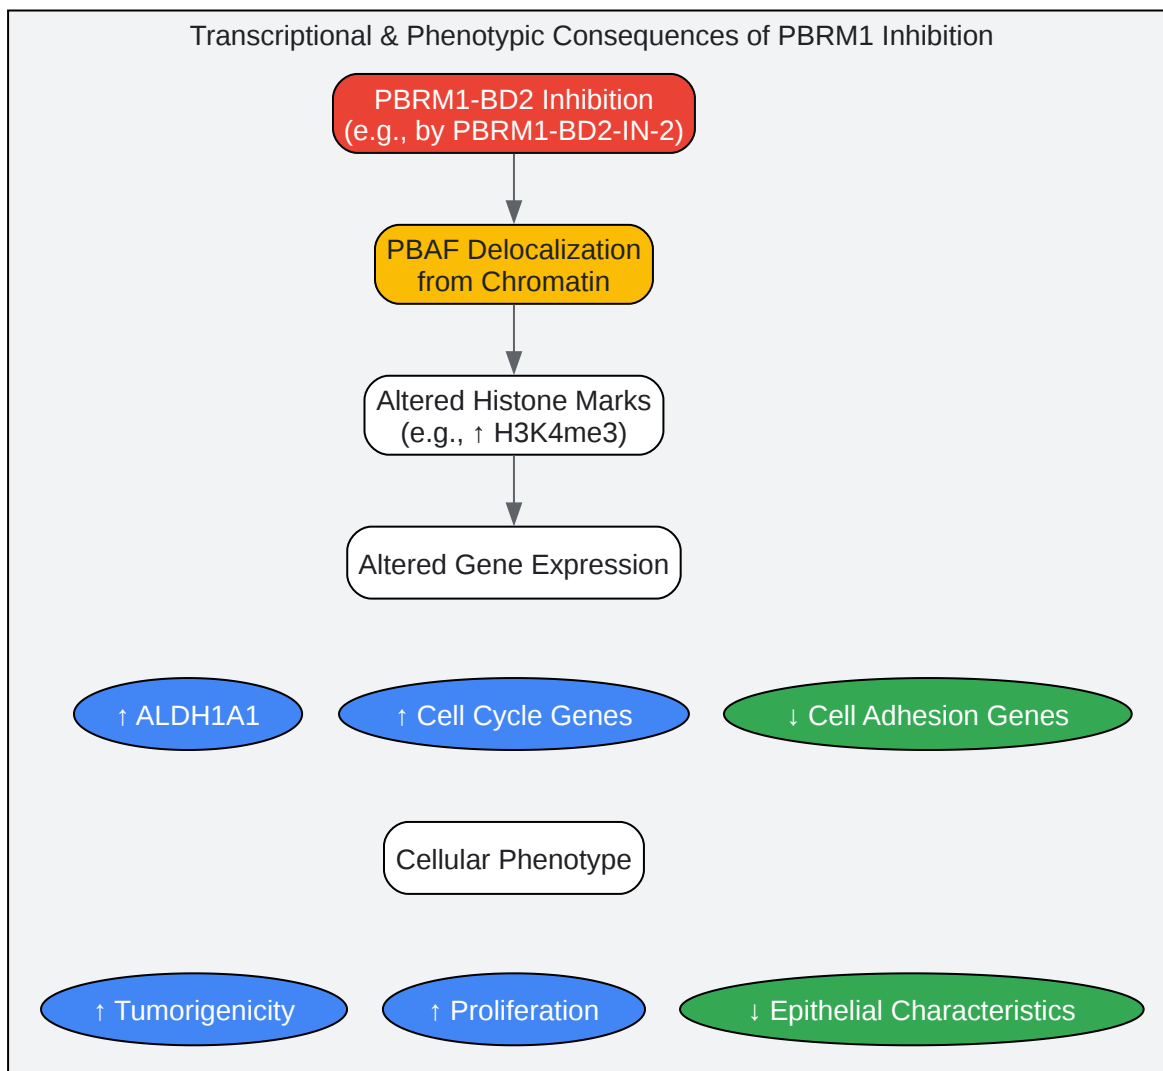 Transcriptional & Phenotypic Consequences of PBRM1 Inhibition
PBRM1-BD2 Inhibition
(e.g., by PBRM1-BD2-IN-2)
PBAF Delocalization
from Chromatin
Altered Histone Marks
(e.g., ↑ H3K4me3)
Altered Gene Expression
↑ ALDH1A1
↑ Cell Cycle Genes
↓ Cell Adhesion Genes
Cellular Phenotype
↑ Tumorigenicity
↑ Proliferation
↓ Epithelial Characteristics